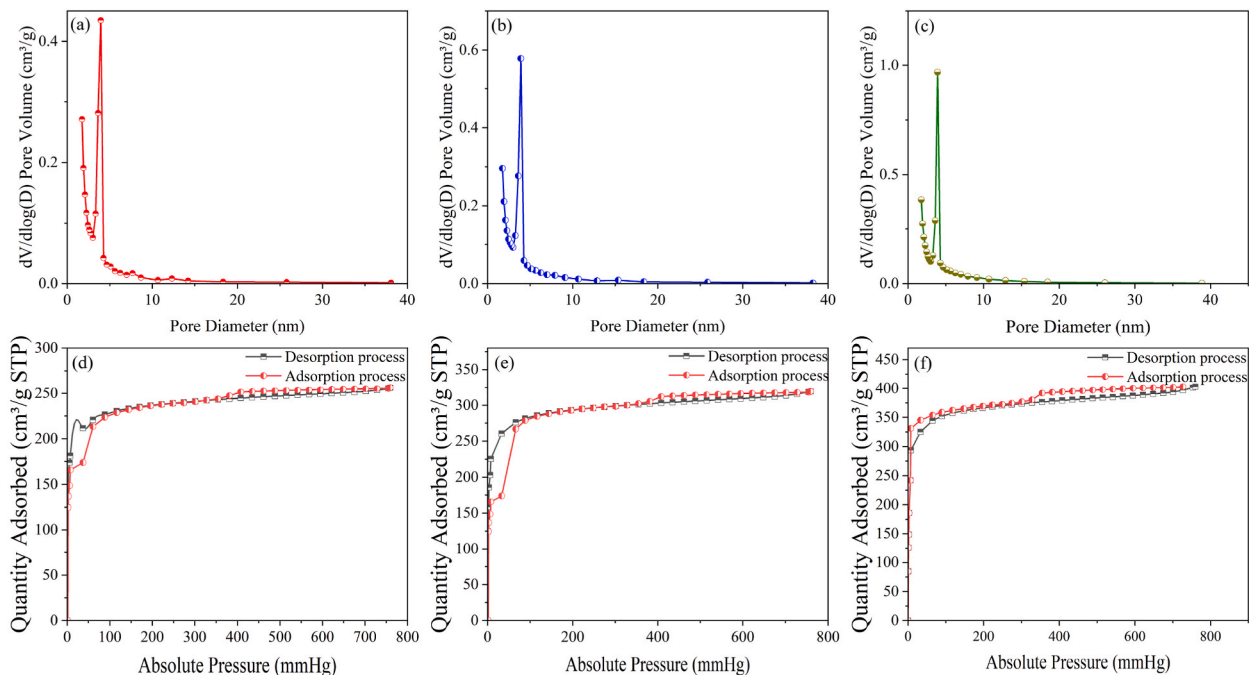 (a)
dV/dlog(D) Pore Volume (cm³/g)
0.4
0.2
0.0
0 10 20 30 40
Pore Diameter (nm)
(b)
dV/dlog(D) Pore Volume (cm³/g)
0.6
0.4
0.2
0.0
0 10 20 30 40
Pore Diameter (nm)
(c)
dV/dlog(D) Pore Volume (cm³/g)
1.0
0.5
0.0
0 10 20 30 40
Pore Diameter (nm)
(d)
Desorption process
Adsorption process
Quantity Adsorbed (cm³/g STP)
300
250
200
150
100
50
0
0 100 200 300 400 500 600 700 800
Absolute Pressure (mmHg)
(e)
Desorption process
Adsorption process
Quantity Adsorbed (cm³/g STP)
350
300
250
200
150
100
50
0
0 100 200 300 400 500 600 700 800
Absolute Pressure (mmHg)
(f)
Desorption process
Adsorption process
Quantity Adsorbed (cm³/g STP)
450
400
350
300
250
200
150
100
50
0
0 200 400 600 800
Absolute Pressure (mmHg)